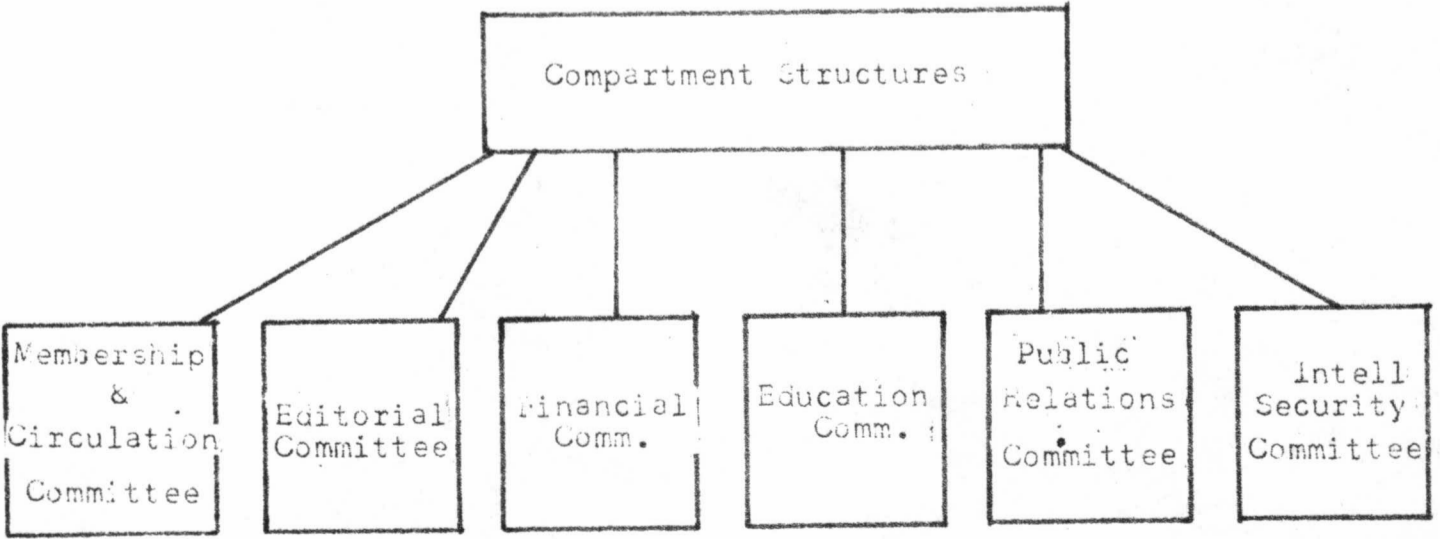 Compartment Structures
Membership
&
Circulation
Committee
Editorial
Committee
Financial
Comm.
Education
Comm.
Public
Relations
Committee
Intell
Security
Committee